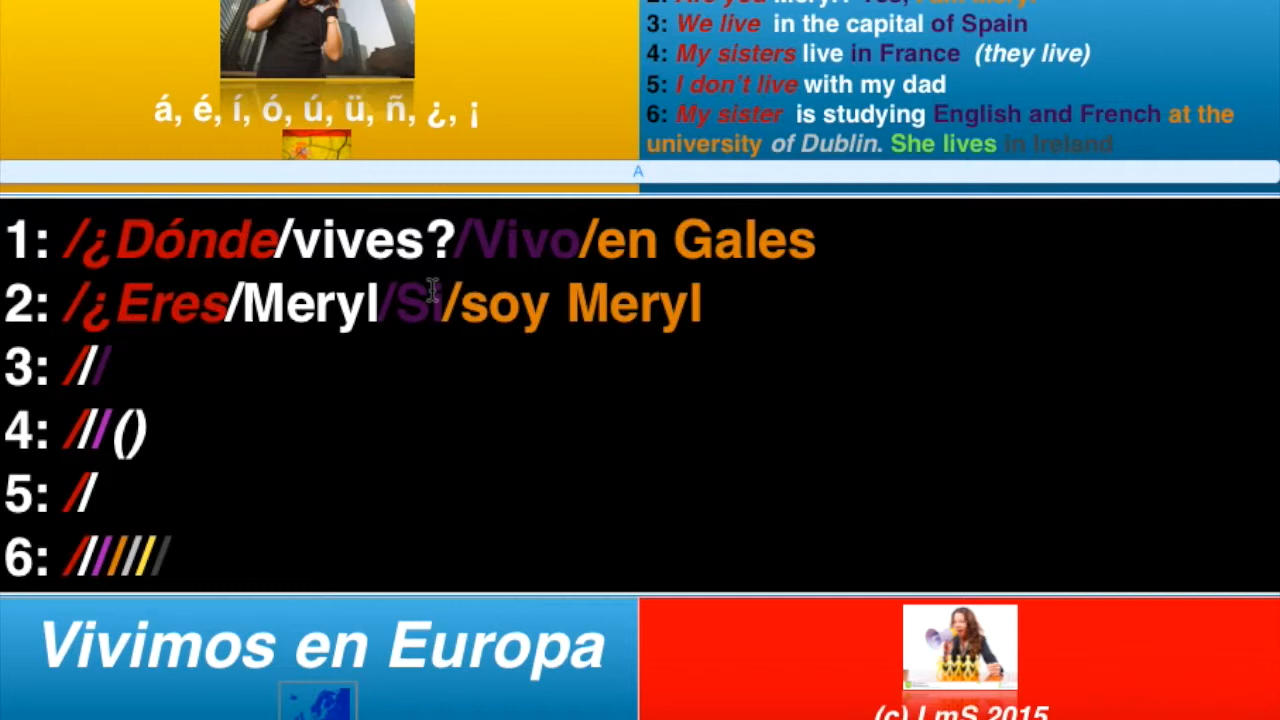 á, é, í, ó, ú, ü, ñ, ¿, ¡
3: We live in the capital of Spain
4: My sisters live in France (they live)
5: I don't live with my dad
6: My sister is studying English and French at the
university of Dublin. She lives in Ireland
A
1: /¿Dónde/vives?/Vivo/en Gales
2: /¿Eres/Meryl/Sí/soy Meryl
3: ///
4: ///()
5: //
6: ///////
Vivimos en Europa
(c) LmS 2015